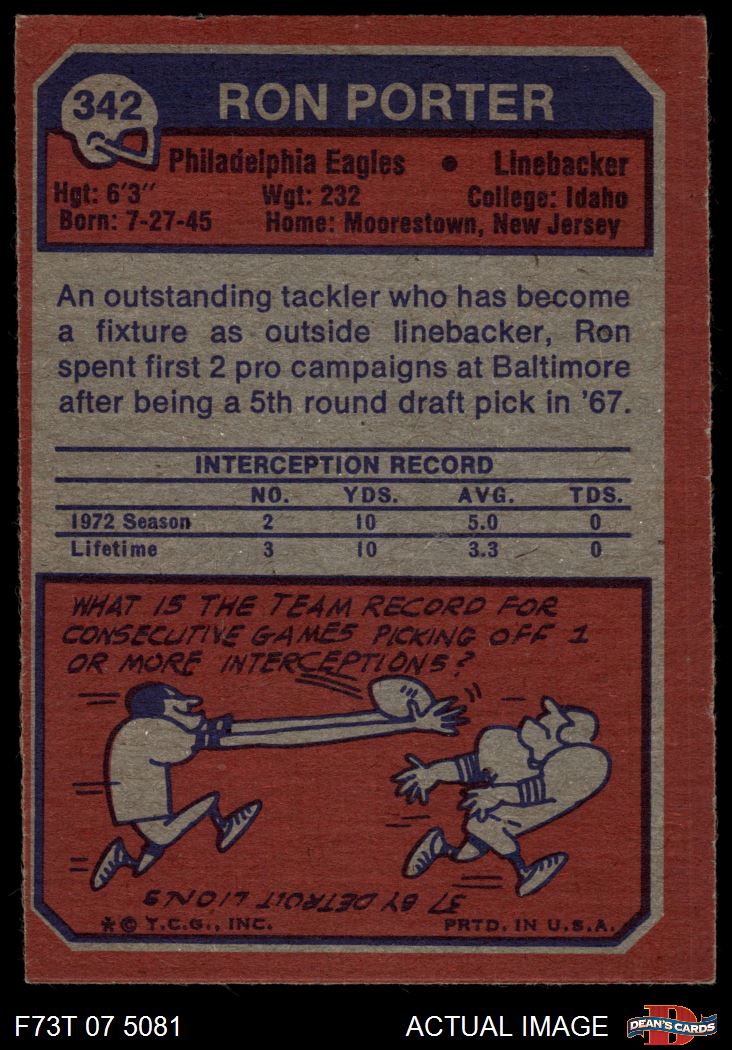 342
RON PORTER
Philadelphia Eagles • Linebacker
Hgt: 6'3" Wgt: 232 College: Idaho
Born: 7-27-45 Home: Moorestown, New Jersey
An outstanding tackler who has become
a fixture as outside linebacker, Ron
spent first 2 pro campaigns at Baltimore
after being a 5th round draft pick in '67.
INTERCEPTION RECORD
NO. YDS. AVG. TDS.
1972 Season 2 10 5.0 0
Lifetime 3 10 3.3 0
WHAT IS THE TEAM RECORD FOR
CONSECUTIVE GAMES PICKING OFF 1
OR MORE INTERCEPTIONS?
37 BY DETROIT LIONS
*© T.C.G., INC. PRTD. IN U.S.A.
F73T 07 5081 ACTUAL IMAGE
D
DEAN'S CARDS